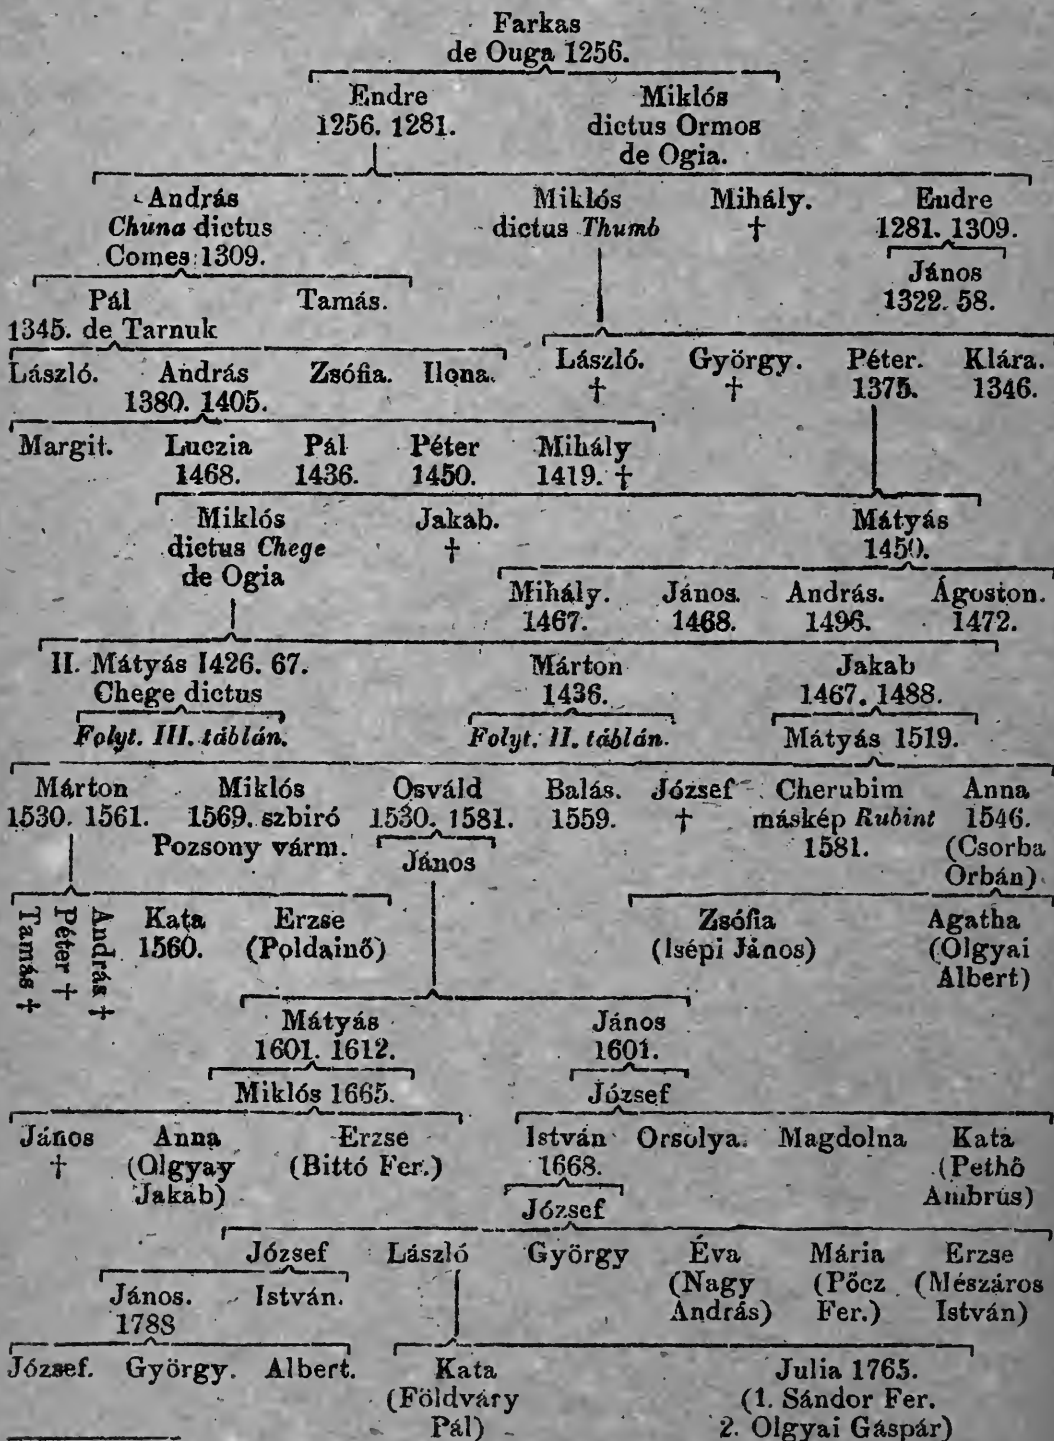 Farkas
de Ouga 1256.
Endre Miklós
1256. 1281. dictus Ormos
de Ogia.
András Miklós Mihály. Endre
Chuna dictus dictus Thumb † 1281. 1309.
Comes 1309. János
Pál Tamás. 1322. 58.
1345. de Tarnuk
László. András Zsófia. Ilona. László. György. Péter. Klára.
1380. 1405. † † 1375. 1346.
Margit. Luczia Pál Péter Mihály
1468. 1436. 1450. 1419. †
Miklós Jakab. Mátyás
dictus Chege † 1450.
de Ogia
Mihály. János. András. Ágoston.
1467. 1468. 1496. 1472.
II. Mátyás 1426. 67. Márton Jakab
Chege dictus 1436. 1467. 1488.
Folyt. III. táblán. Folyt. II. táblán. Mátyás 1519.
Márton Miklós Osváld Balás. József Cherubim Anna
1530. 1561. 1569. szbiró 1530. 1581. 1559. † máskép Rubint 1546.
Pozsony várm. János 1581. (Csorba
Orbán)
Tamás † Péter † András † Kata Erzse Zsófia Agatha
1560. (Poldainő) (Isépi János) (Olgyai
Albert)
Mátyás János
1601. 1612. 1601.
Miklós 1665. József
János Anna Erzse István Orsolya. Magdolna Kata
† (Olgyay (Bittó Fer.) 1668. (Pethő
Jakab) József Ambrús)
József László György Éva Mária Erzse
János. István. (Nagy (Pőcz (Mészáros
1788 András) Fer.) István)
József. György. Albert. Kata Julia 1765.
(Földváry (1. Sándor Fer.
Pál) 2. Olgyai Gáspár)